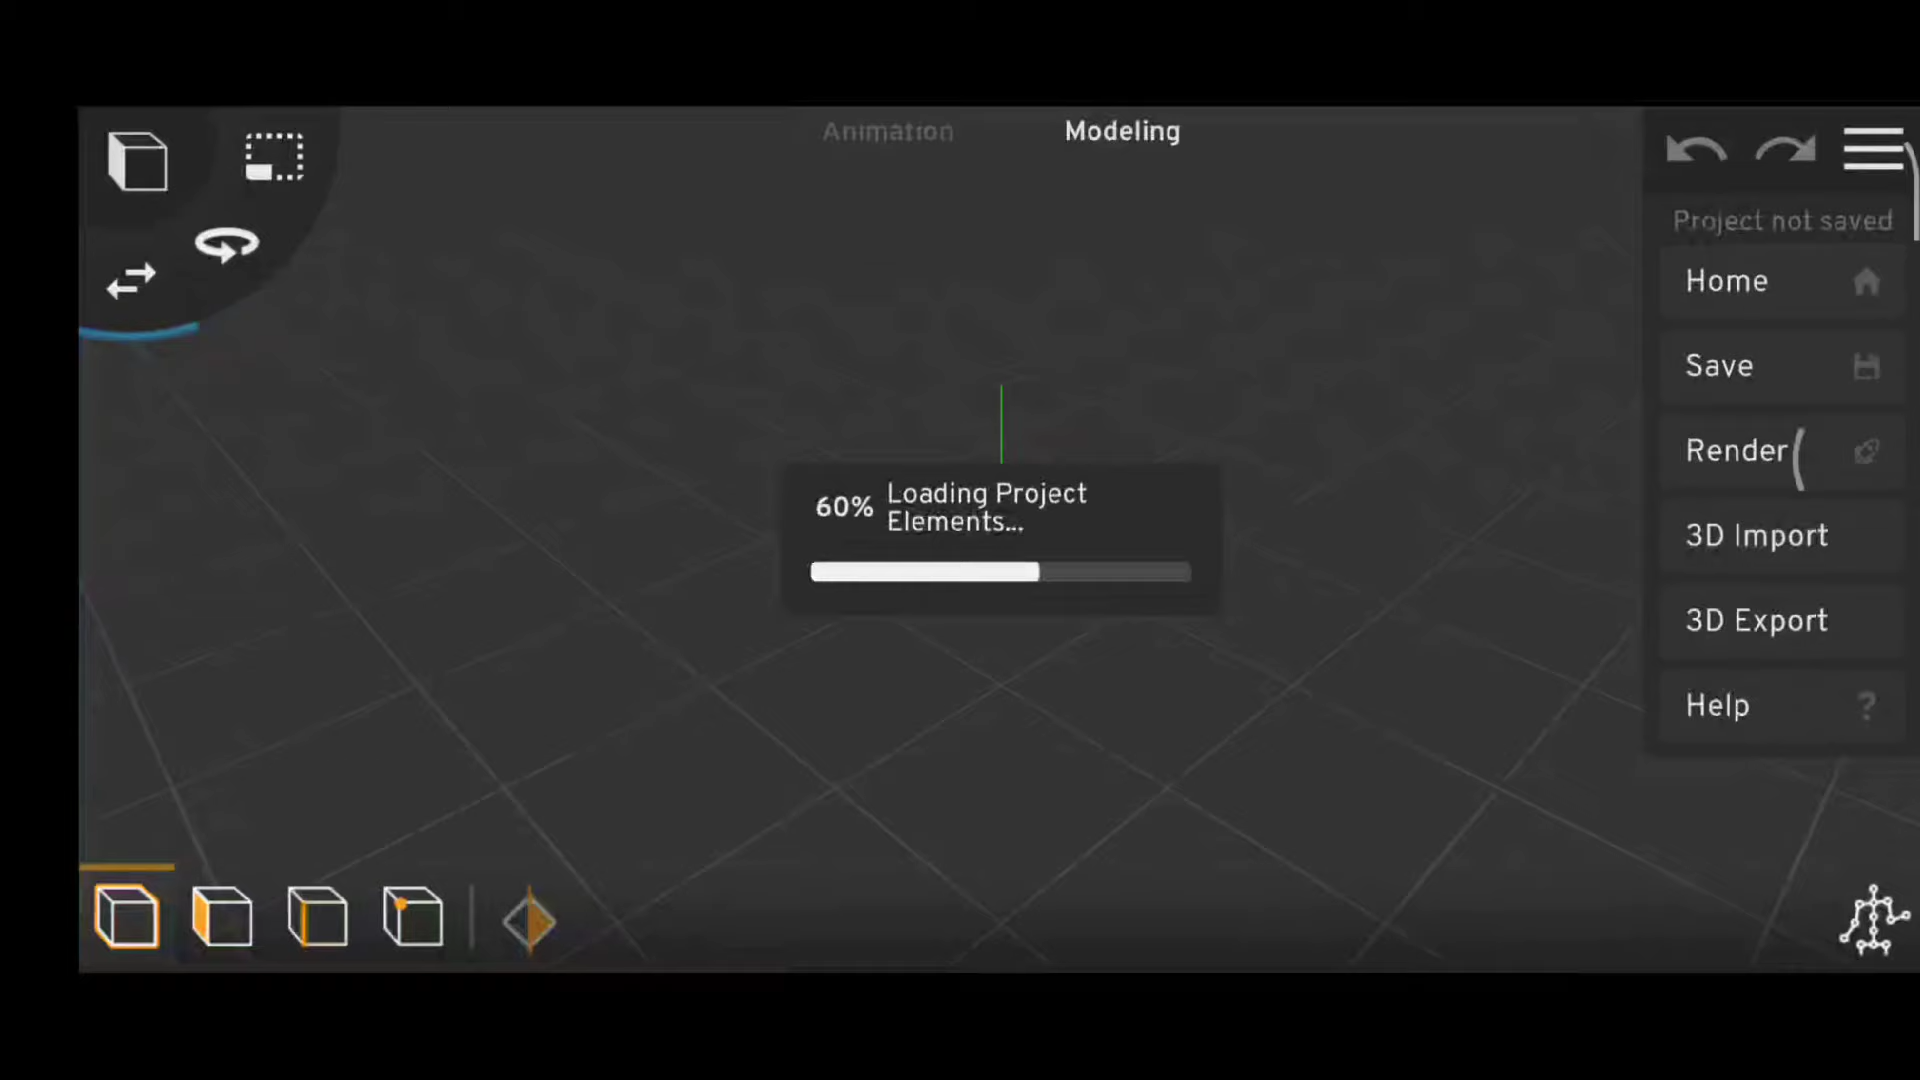 Animation
Modeling
Project not saved
Home
Save
Render
3D Import
3D Export
Help
?
60%
Loading Project
Elements...